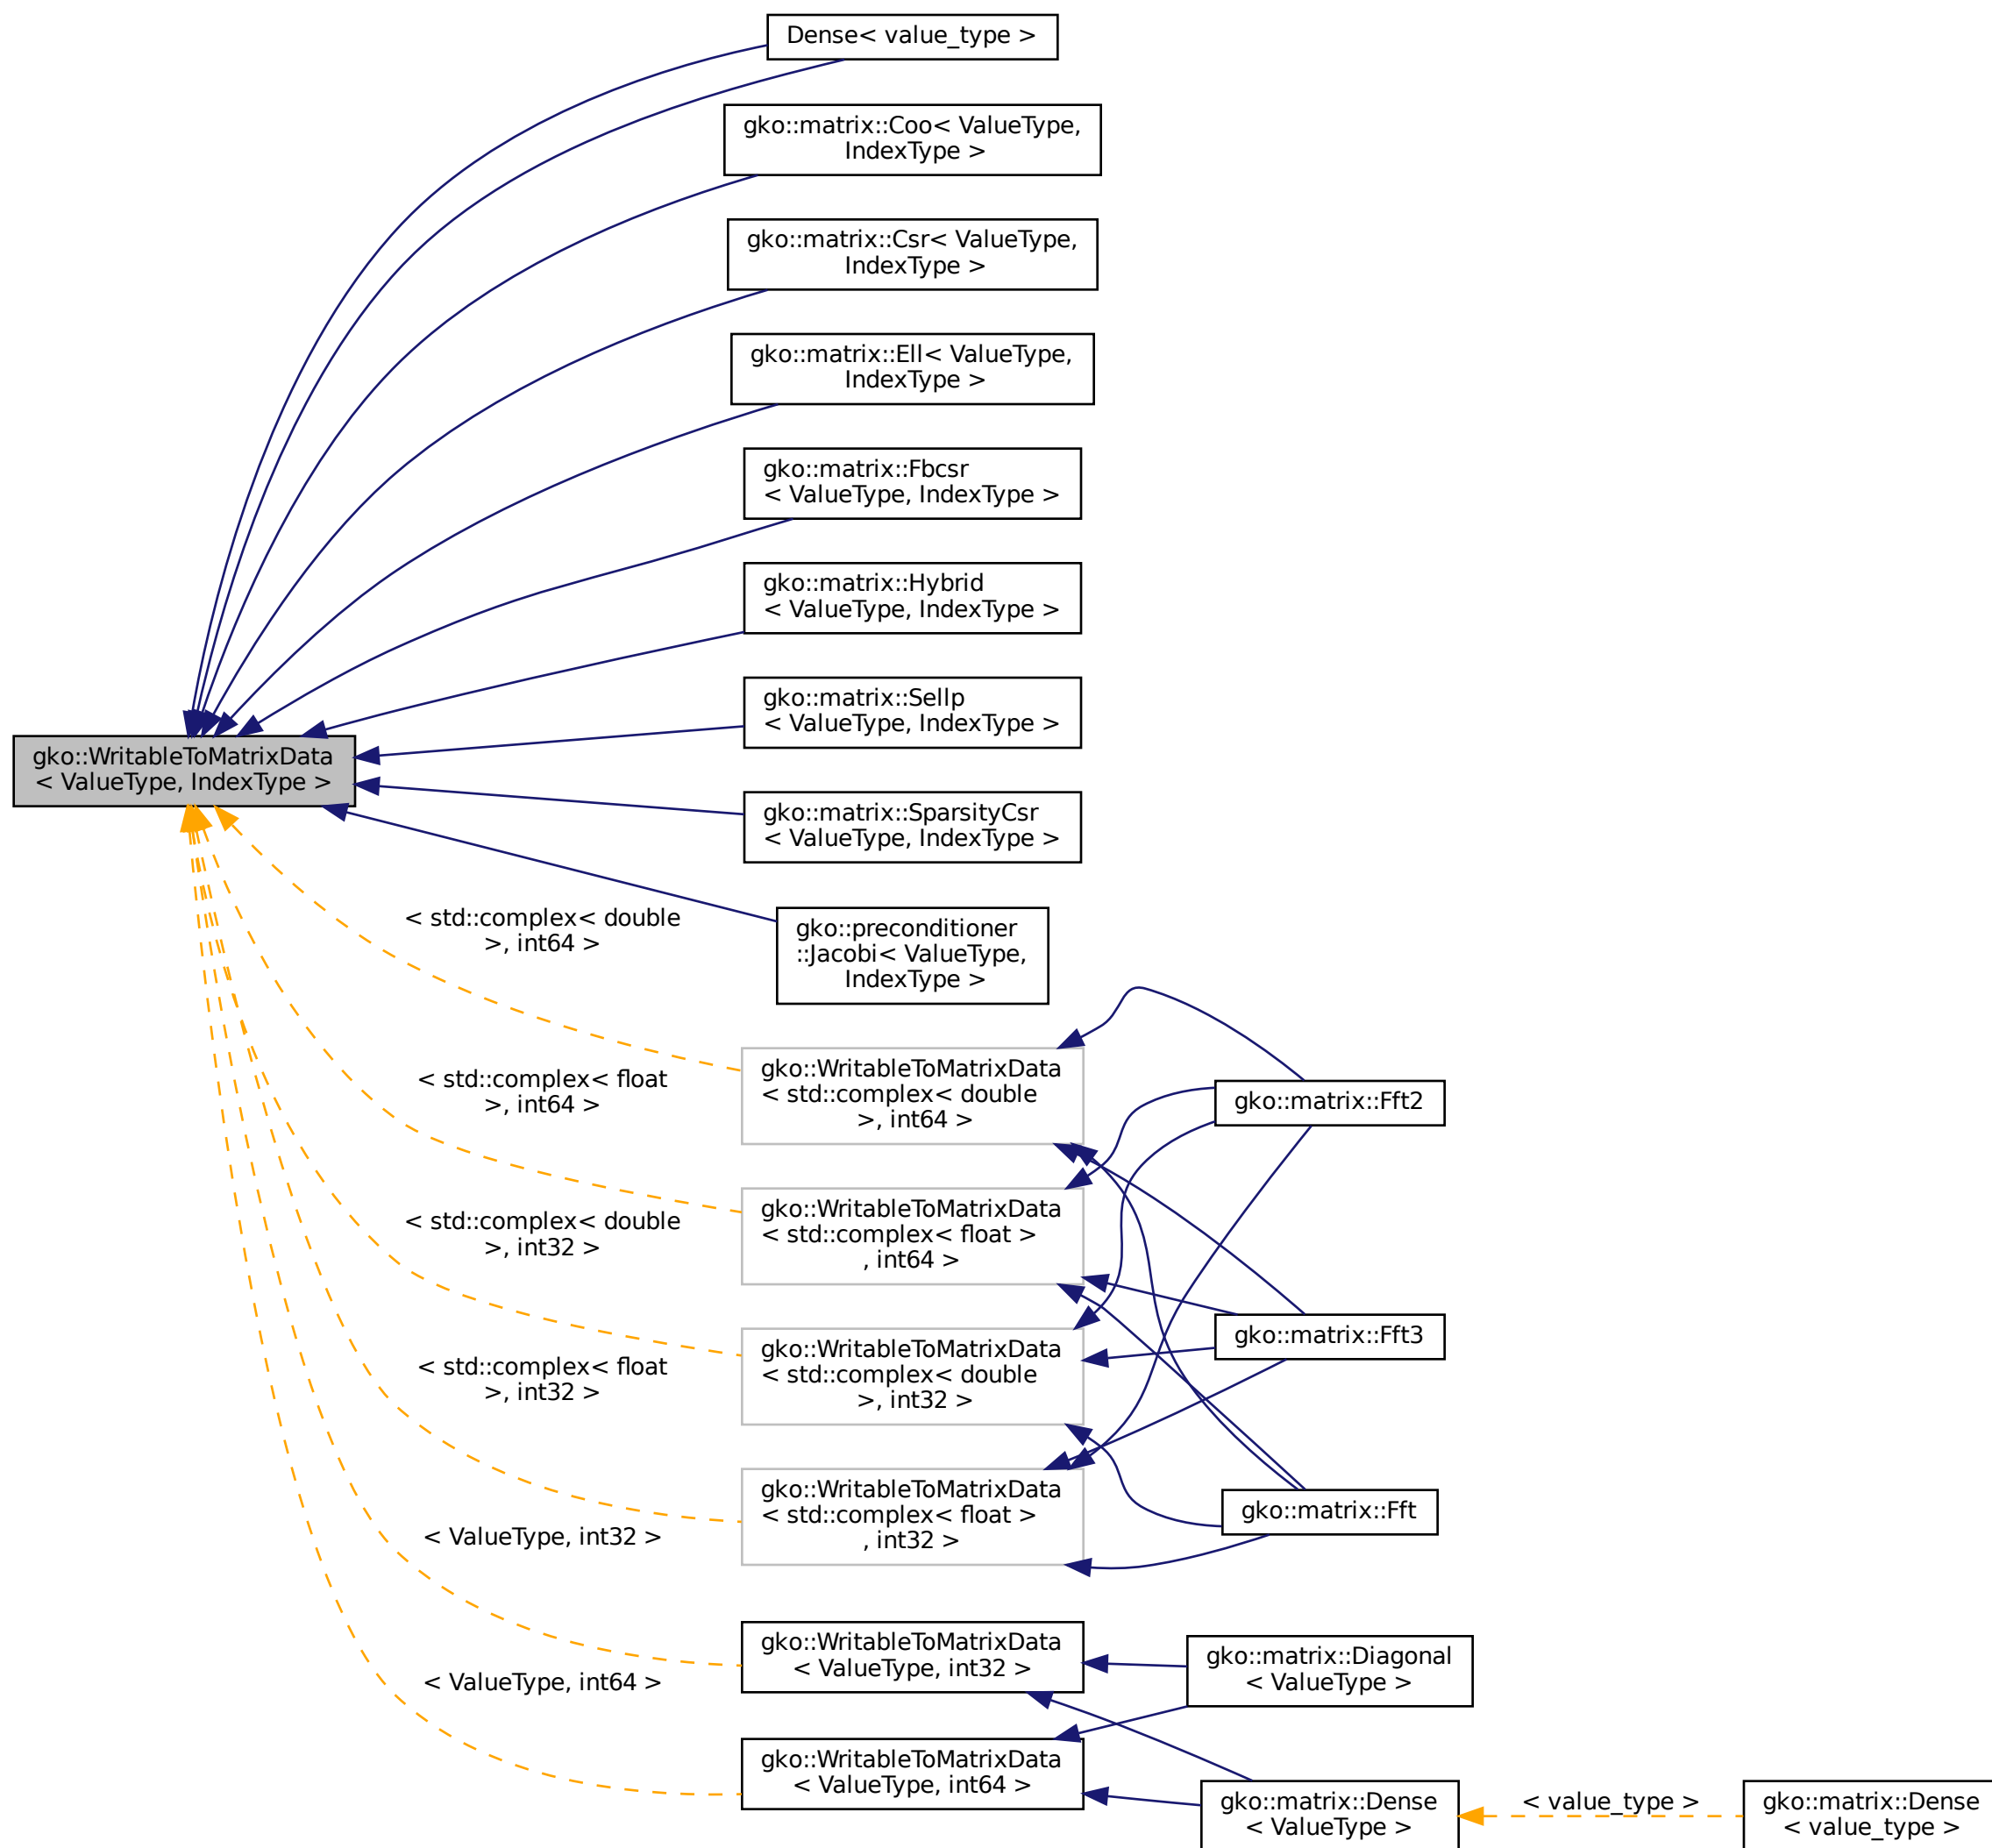 Dense< value_type >
gko::matrix::Coo< ValueType,
IndexType >
gko::matrix::Csr< ValueType,
IndexType >
gko::matrix::Ell< ValueType,
IndexType >
gko::matrix::Fbcsr
< ValueType, IndexType >
gko::matrix::Hybrid
< ValueType, IndexType >
gko::matrix::Sellp
< ValueType, IndexType >
gko::WritableToMatrixData
< ValueType, IndexType >
gko::matrix::SparsityCsr
< ValueType, IndexType >
gko::preconditioner
::Jacobi< ValueType,
IndexType >
< std::complex< double
>, int64 >
gko::WritableToMatrixData
< std::complex< double
>, int64 >
< std::complex< float
>, int64 >
gko::matrix::Fft2
gko::WritableToMatrixData
< std::complex< float >
, int64 >
< std::complex< double
>, int32 >
gko::matrix::Fft3
gko::WritableToMatrixData
< std::complex< double
>, int32 >
< std::complex< float
>, int32 >
gko::WritableToMatrixData
< std::complex< float >
, int32 >
gko::matrix::Fft
< ValueType, int32 >
gko::WritableToMatrixData
< ValueType, int32 >
gko::matrix::Diagonal
< ValueType >
< ValueType, int64 >
gko::WritableToMatrixData
< ValueType, int64 >
gko::matrix::Dense
< ValueType >
< value_type >
gko::matrix::Dense
< value_type >